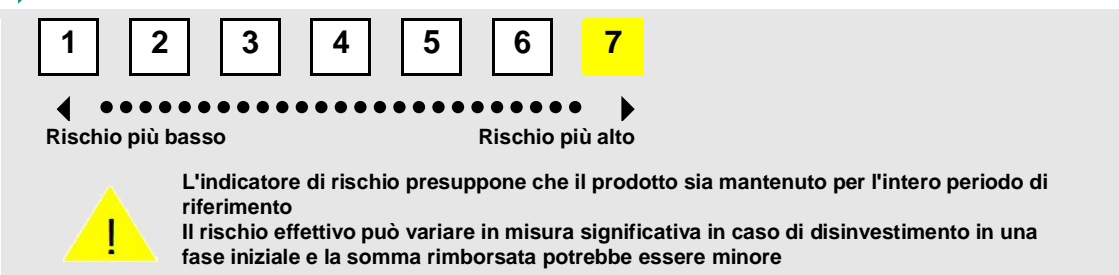 1 2 3 4 5 6 7
Rischio più basso Rischio più alto
L'indicatore di rischio presuppone che il prodotto sia mantenuto per l'intero periodo di
riferimento
Il rischio effettivo può variare in misura significativa in caso di disinvestimento in una
fase iniziale e la somma rimborsata potrebbe essere minore
!